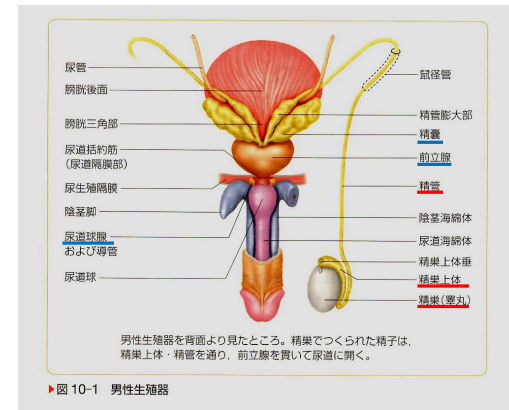 尿管
膀胱後面
膀胱三角部
尿道括約筋
(尿道隔膜部)
尿生殖隔膜
陰茎脚
尿道球腺
および導管
尿道球
鼠径管
精管膨大部
精囊
前立腺
精管
陰茎海綿体
尿道海綿体
精巣上体垂
精巣上体
精巣(睾丸)
男性生殖器を背面より見たところ。精巣でつくられた精子は,
精巣上体・精管を通り,前立腺を貫いて尿道に開く。
▶図 10-1 男性生殖器